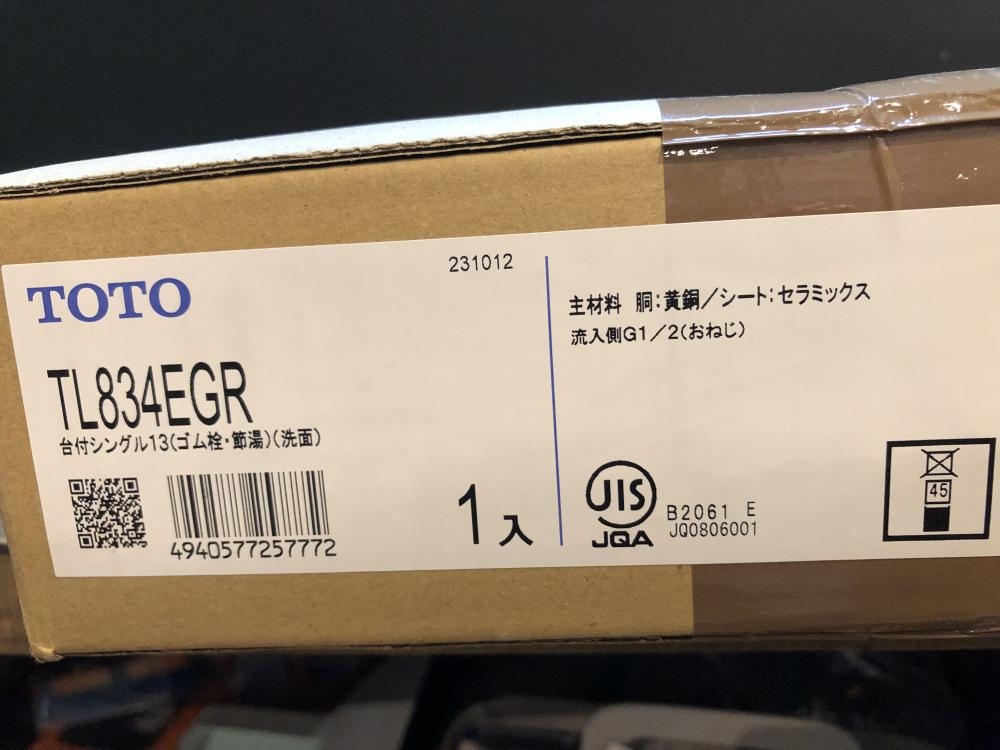 TOTO
231012
TL834EGR
台付シングル13(ゴム栓・節湯)(洗面)
4940577257772
1入
主材料 胴:黄銅/シート:セラミックス
流入側G1/2(おねじ)
JIS
JQA
B2061 E
JQ0806001
45